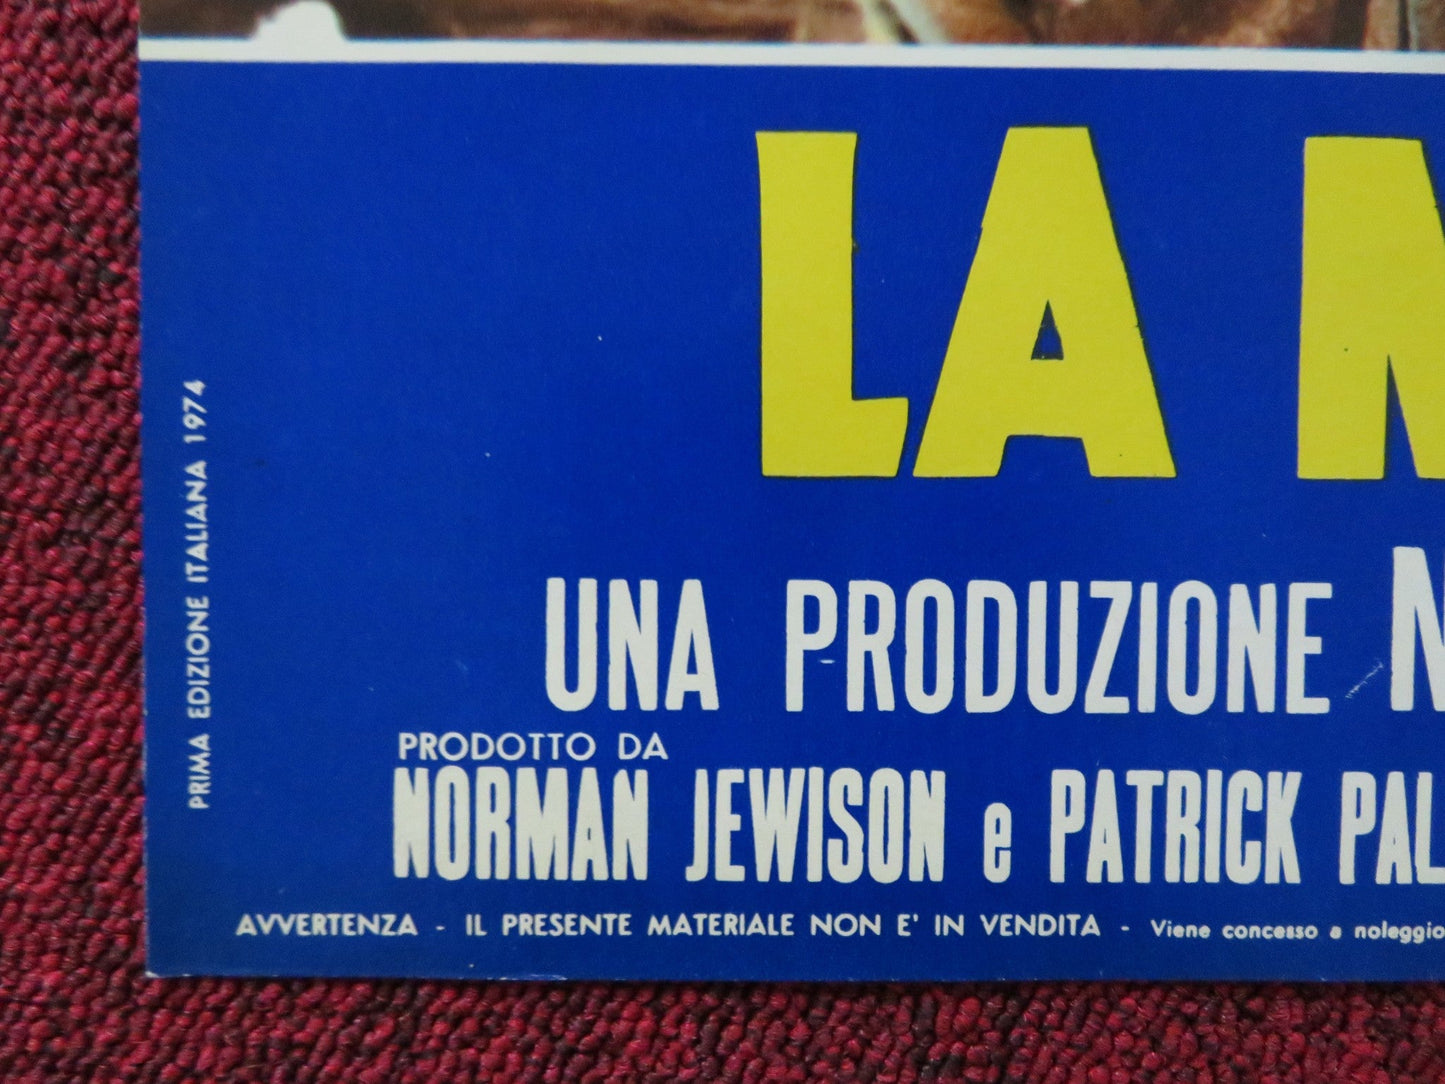 LA
UNA PRODUZIONE
PRODOTTO DA
NORMAN JEWISON e PATRICK PAL
AVVERTENZA - IL PRESENTE MATERIALE NON E' IN VENDITA - Viene concesso a noleggio
PRIMA EDIZIONE ITALIANA 1974